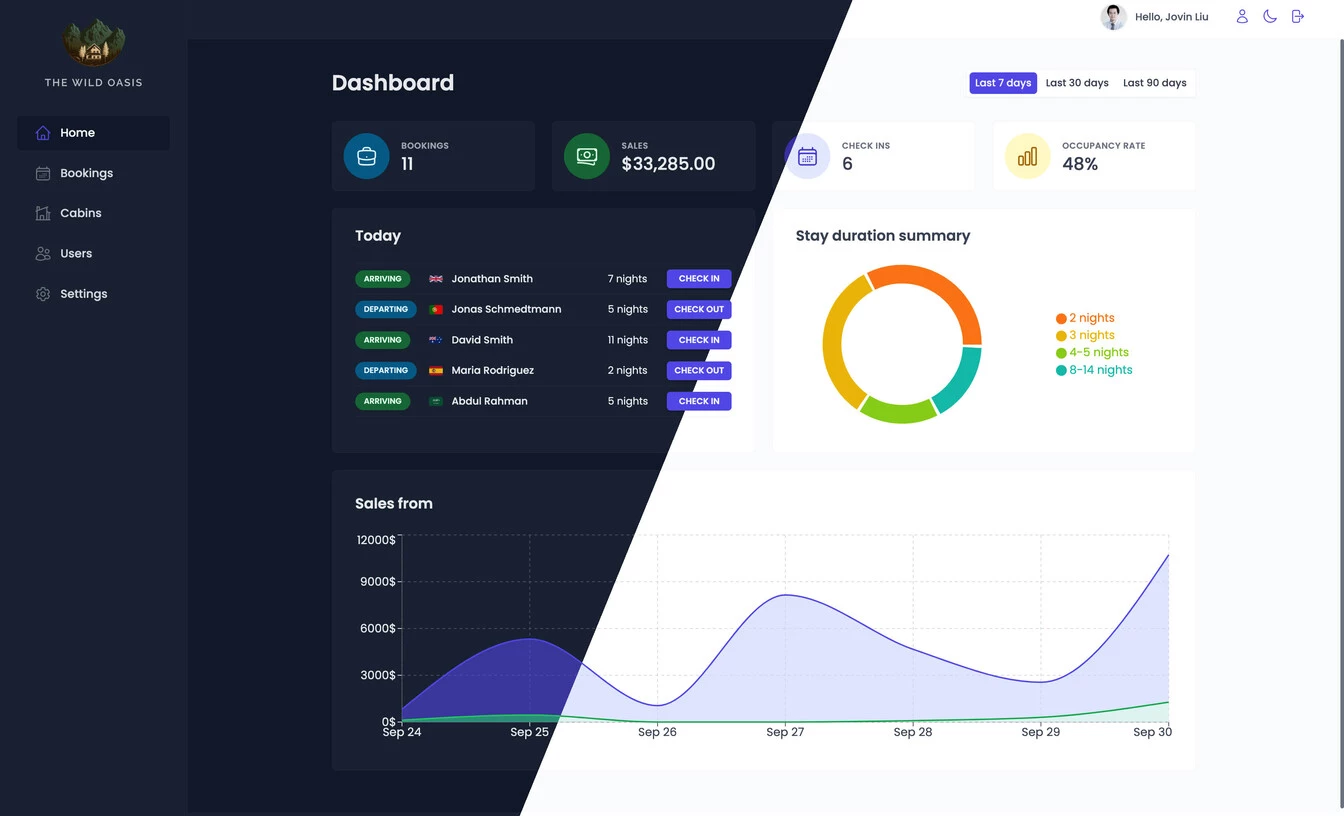 Hello, Jovin Liu
THE WILD OASIS
Home
Bookings
Cabins
Users
Settings
Dashboard
Last 7 days Last 30 days Last 90 days
BOOKINGS
11
SALES
$33,285.00
CHECK INS
6
OCCUPANCY RATE
48%
Today
ARRIVING Jonathan Smith 7 nights CHECK IN
DEPARTING Jonas Schmedtmann 5 nights CHECK OUT
ARRIVING David Smith 11 nights CHECK IN
DEPARTING Maria Rodriguez 2 nights CHECK OUT
ARRIVING Abdul Rahman 5 nights CHECK IN
Stay duration summary
2 nights
3 nights
4-5 nights
8-14 nights
Sales from
12000$
9000$
6000$
3000$
0$
Sep 24 Sep 25 Sep 26 Sep 27 Sep 28 Sep 29 Sep 30